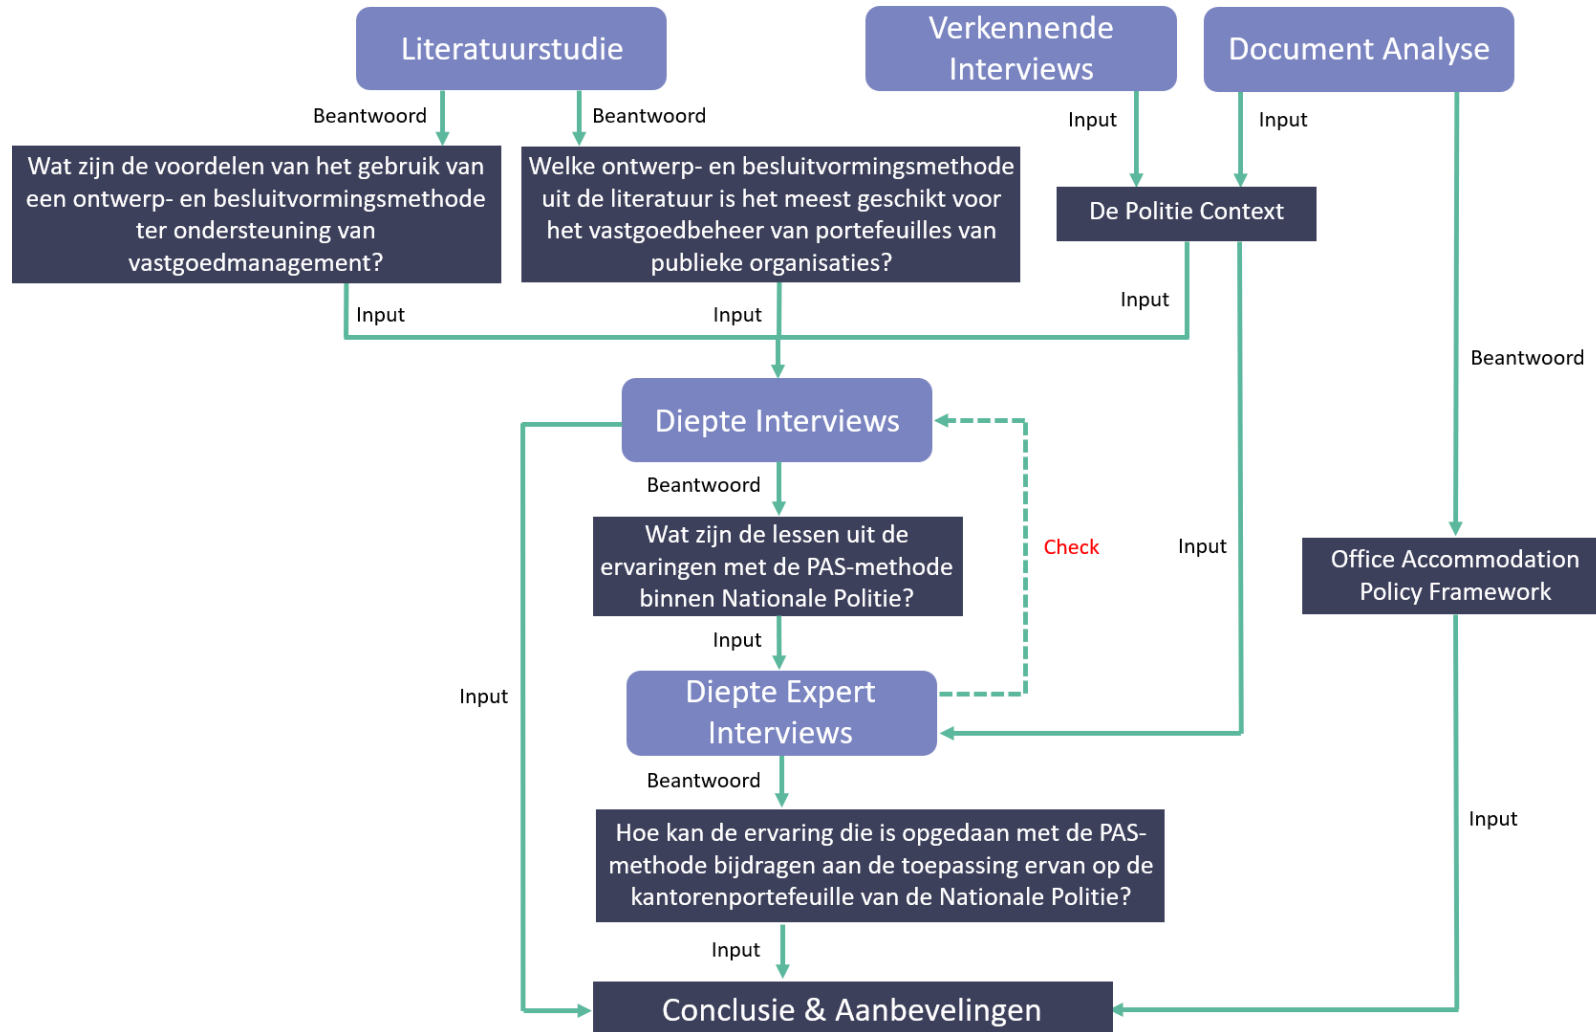 Literatuurstudie
Verkennende
Interviews
Document Analyse
Beantwoord
Beantwoord
Input
Input
Wat zijn de voordelen van het gebruik van
een ontwerp- en besluitvormingsmethode
ter ondersteuning van
vastgoedmanagement?
Welke ontwerp- en besluitvormingsmethode
uit de literatuur is het meest geschikt voor
het vastgoedbeheer van portefeuilles van
publieke organisaties?
De Politie Context
Input
Input
Input
Beantwoord
Diepte Interviews
Beantwoord
Wat zijn de lessen uit de
ervaringen met de PAS-methode
binnen Nationale Politie?
Check
Input
Office Accommodation
Policy Framework
Input
Input
Diepte Expert
Interviews
Beantwoord
Hoe kan de ervaring die is opgedaan met de PAS-
methode bijdragen aan de toepassing ervan op de
kantorenportefeuille van de Nationale Politie?
Input
Input
Conclusie & Aanbevelingen